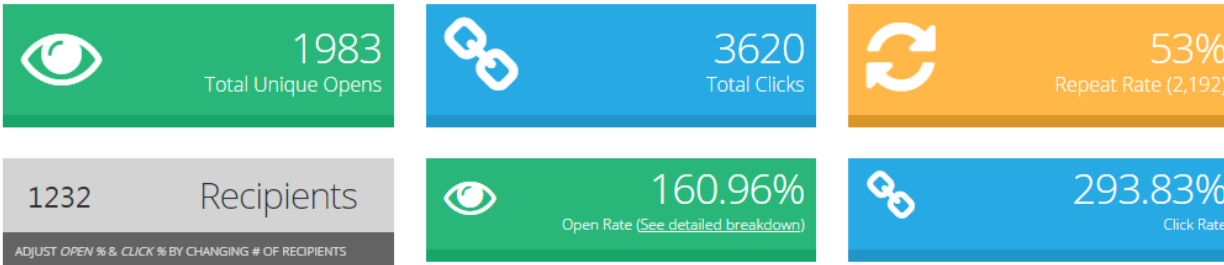 1983
Total Unique Opens
3620
Total Clicks
53%
Repeat Rate (2,192)
1232 Recipients
ADJUST OPEN % & CLICK % BY CHANGING # OF RECIPIENTS
160.96%
Open Rate (See detailed breakdown)
293.83%
Click Rate